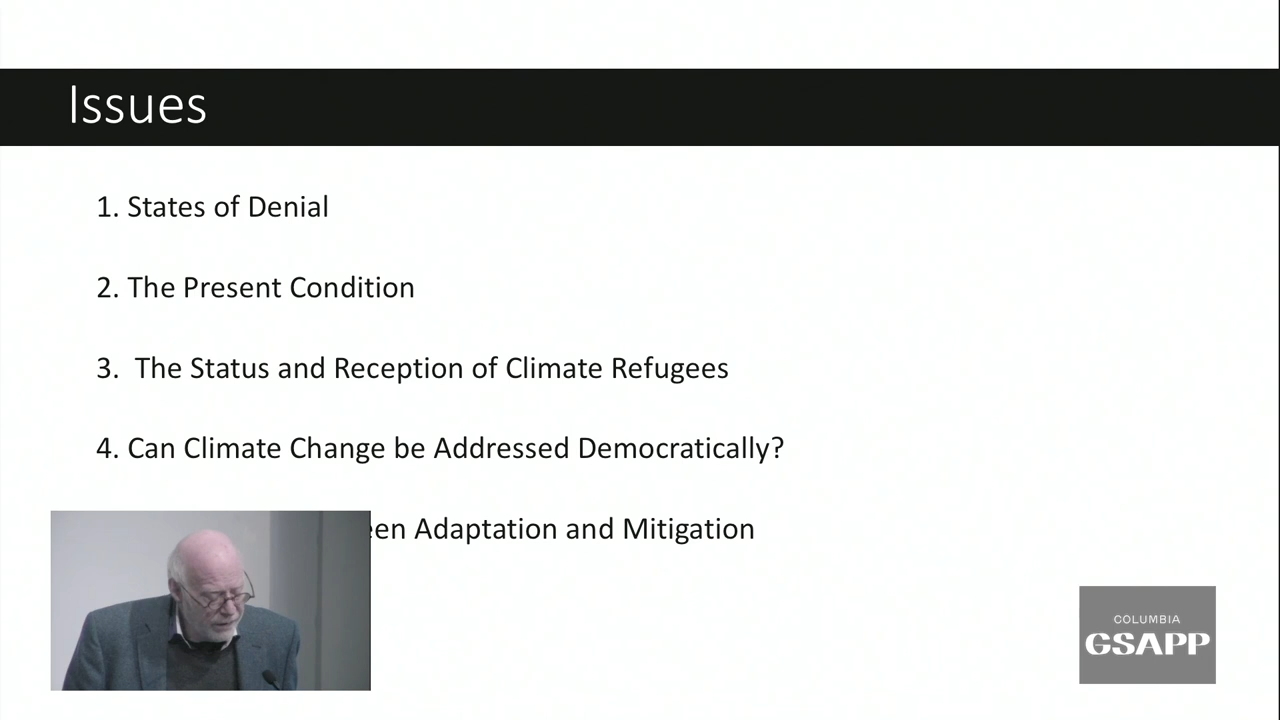 Issues
1. States of Denial
2. The Present Condition
3. The Status and Reception of Climate Refugees
4. Can Climate Change be Addressed Democratically?
Adaptation and Mitigation
COLUMBIA
GSAPP